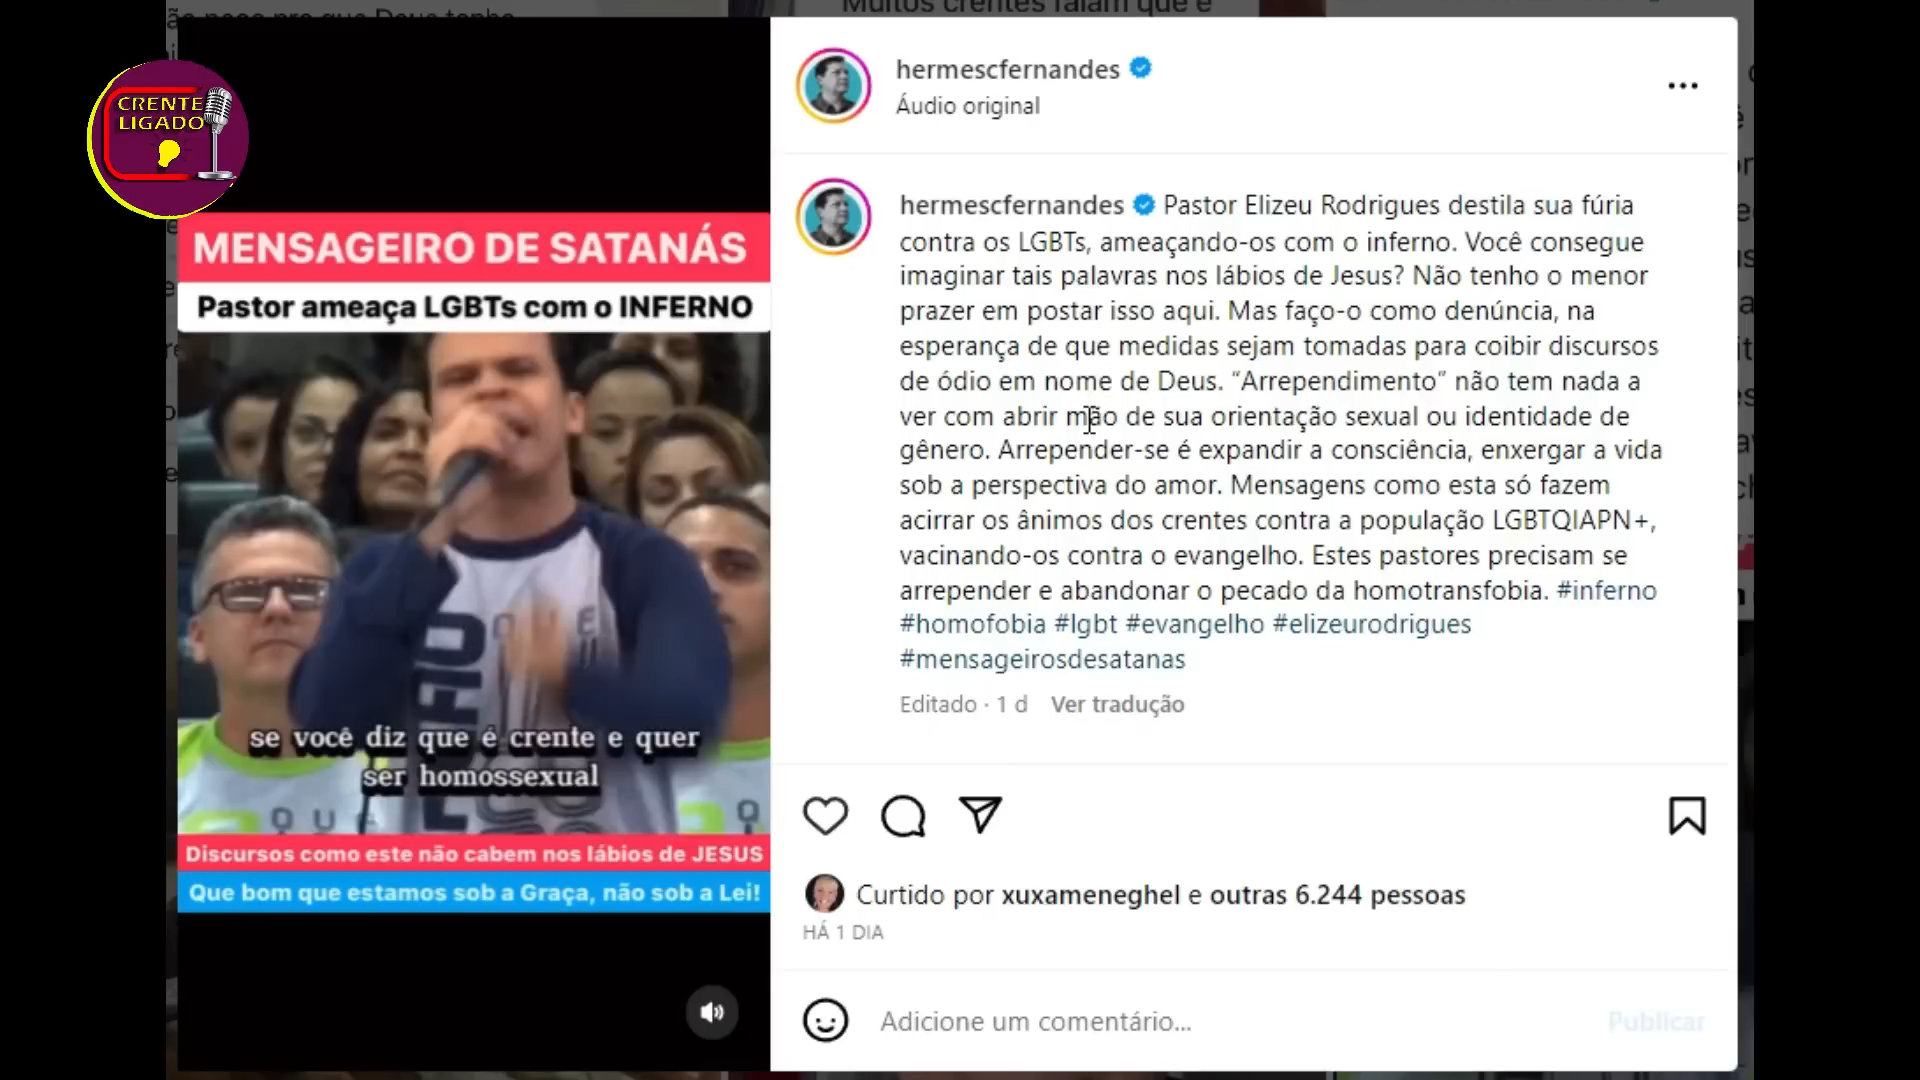 Muitos crentes falam que é
CRENTE
LIGADO
MENSAGEIRO DE SATANÁS
Pastor ameaça LGBTs com o INFERNO
se você diz que é crente e quer
ser homossexual
Discursos como este não cabem nos lábios de JESUS
Que bom que estamos sob a Graça, não sob a Lei!
hermescfernandes
Áudio original
hermescfernandes Pastor Elizeu Rodrigues destila sua fúria
contra os LGBTs, ameaçando-os com o inferno. Você consegue
imaginar tais palavras nos lábios de Jesus? Não tenho o menor
prazer em postar isso aqui. Mas faço-o como denúncia, na
esperança de que medidas sejam tomadas para coibir discursos
de ódio em nome de Deus. “Arrependimento” não tem nada a
ver com abrir mão de sua orientação sexual ou identidade de
gênero. Arrepender-se é expandir a consciência, enxergar a vida
sob a perspectiva do amor. Mensagens como esta só fazem
acirrar os ânimos dos crentes contra a população LGBTQIAPN+,
vacinando-os contra o evangelho. Estes pastores precisam se
arrepender e abandonar o pecado da homotransfobia. #inferno
#homofobia #lgbt #evangelho #elizeurodrigues
#mensageirosdesatanas
Editado · 1 d Ver tradução
Curtido por xuxameneghel e outras 6.244 pessoas
HÁ 1 DIA
Adicione um comentário...
Publicar